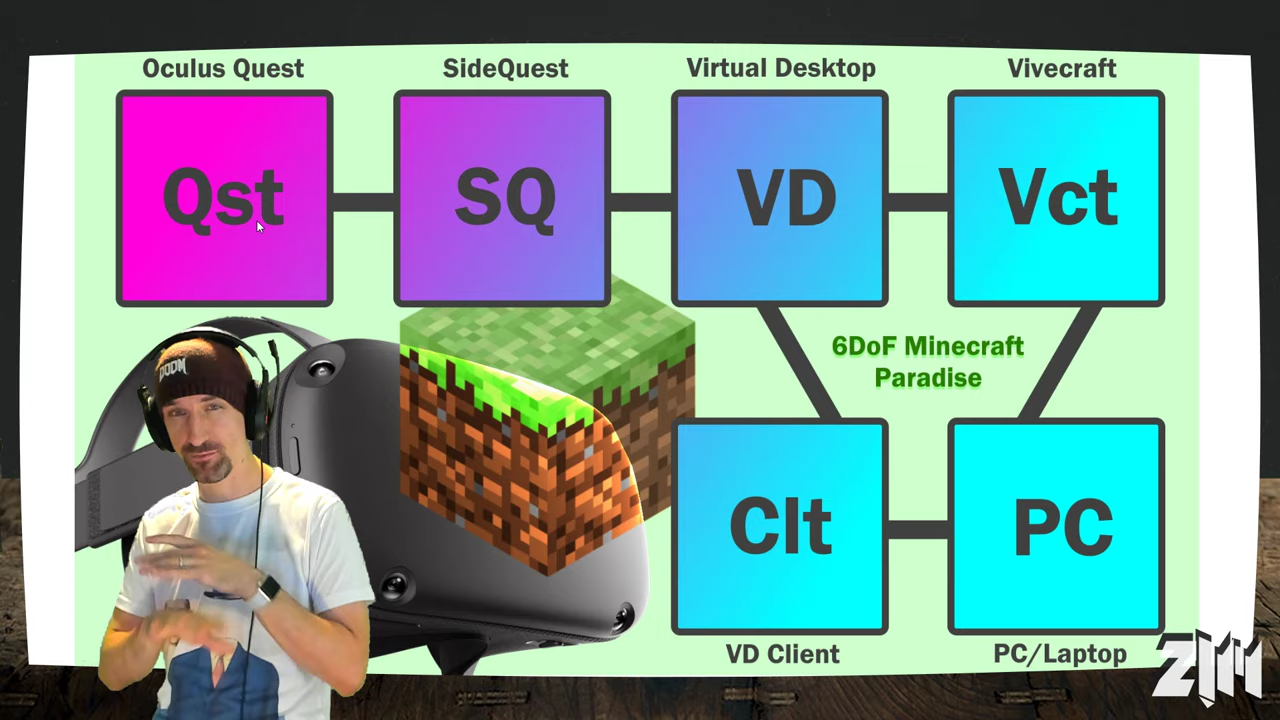 Oculus Quest
SideQuest
Virtual Desktop
Vivecraft
Qst
SQ
VD
Vct
6DoF Minecraft
Paradise
DOOM
Clt
PC
VD Client
PC/Laptop
ZIM